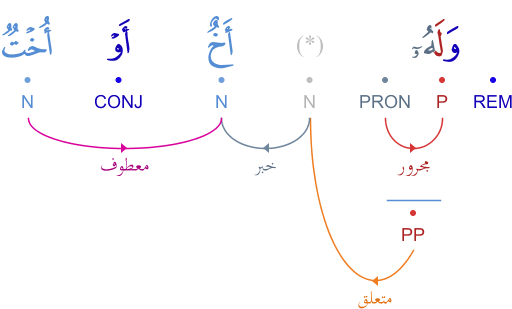 وَلَهُۥٓ (*) أَخٌ أَوْ أُخْتٌ
REM P PRON N N CONJ N
مجرور خبر معطوف
PP
متعلق